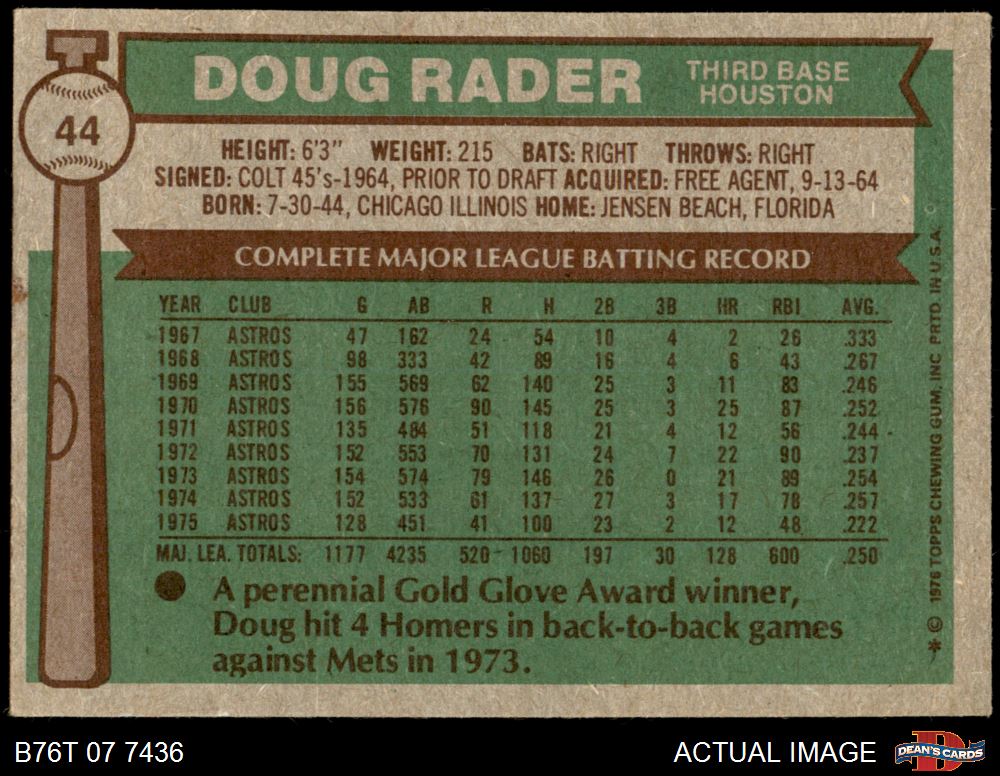 44
DOUG RADER THIRD BASE
HOUSTON
HEIGHT: 6'3" WEIGHT: 215 BATS: RIGHT THROWS: RIGHT
SIGNED: COLT 45's-1964, PRIOR TO DRAFT ACQUIRED: FREE AGENT, 9-13-64
BORN: 7-30-44, CHICAGO ILLINOIS HOME: JENSEN BEACH, FLORIDA
COMPLETE MAJOR LEAGUE BATTING RECORD
YEAR CLUB G AB R H 2B 3B HR RBI AVG.
1967 ASTROS 47 162 24 54 10 4 2 26 .333
1968 ASTROS 98 333 42 89 16 4 6 43 .267
1969 ASTROS 155 569 62 140 25 3 11 83 .246
1970 ASTROS 156 576 90 145 25 3 25 87 .252
1971 ASTROS 135 484 51 118 21 4 12 56 .244
1972 ASTROS 152 553 70 131 24 7 22 90 .237
1973 ASTROS 154 574 79 146 26 0 21 89 .254
1974 ASTROS 152 533 61 137 27 3 17 78 .257
1975 ASTROS 128 451 41 100 23 2 12 48 .222
MAJ. LEA. TOTALS: 1177 4235 520 1060 197 30 128 600 .250
A perennial Gold Glove Award winner,
Doug hit 4 Homers in back-to-back games
against Mets in 1973.
* © 1976 TOPPS CHEWING GUM, INC PRTD IN U.S.A.
B76T 07 7436 ACTUAL IMAGE DEAN'S CARDS